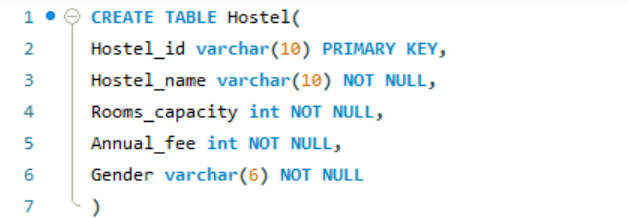 1 CREATE TABLE Hostel(
2 Hostel_id varchar(10) PRIMARY KEY,
3 Hostel_name varchar(10) NOT NULL,
4 Rooms_capacity int NOT NULL,
5 Annual_fee int NOT NULL,
6 Gender varchar(6) NOT NULL
7 )